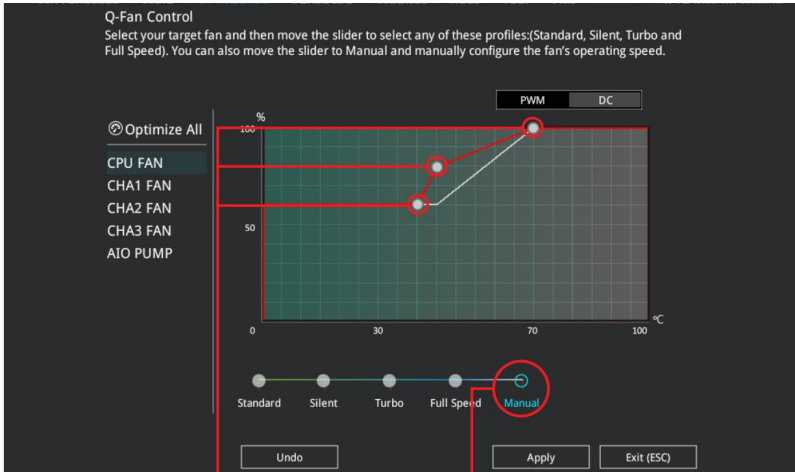 Q-Fan Control
Select your target fan and then move the slider to select any of these profiles:(Standard, Silent, Turbo and
Full Speed). You can also move the slider to Manual and manually configure the fan's operating speed.
PWM DC
Optimize All
CPU FAN
CHA1 FAN
CHA2 FAN
CHA3 FAN
AIO PUMP
%
100
50
0 30 70 100
ºC
Standard Silent Turbo Full Speed Manual
Undo Apply Exit (ESC)